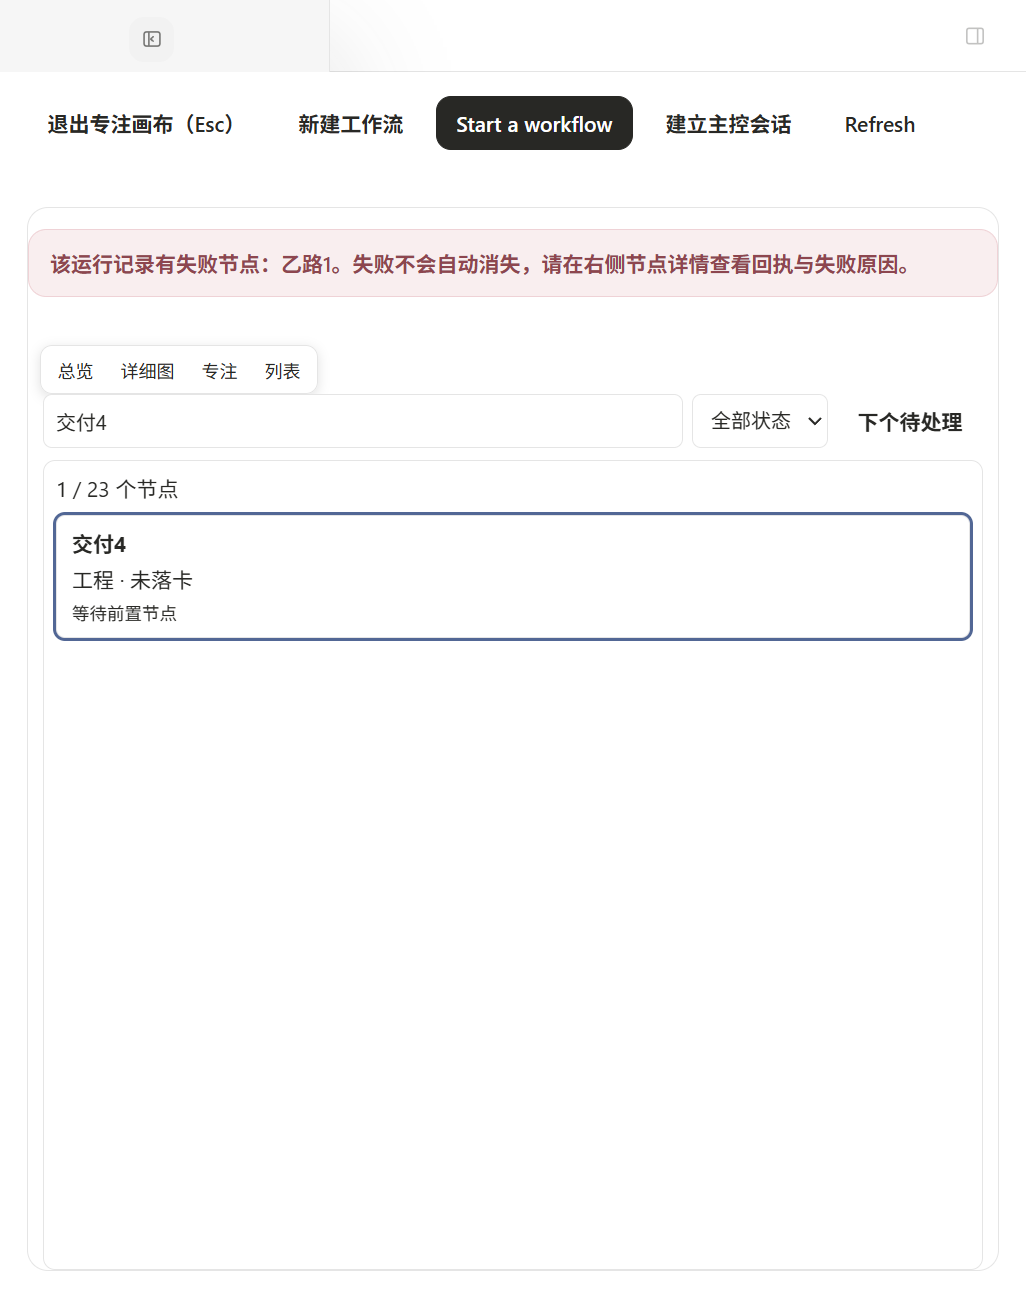 退出专注画布（Esc）
新建工作流
Start a workflow
建立主控会话
Refresh
该运行记录有失败节点：乙路1。失败不会自动消失，请在右侧节点详情查看回执与失败原因。
总览
详细图
专注
列表
交付4
全部状态
下个待处理
1 / 23 个节点
交付4
工程 · 未落卡
等待前置节点